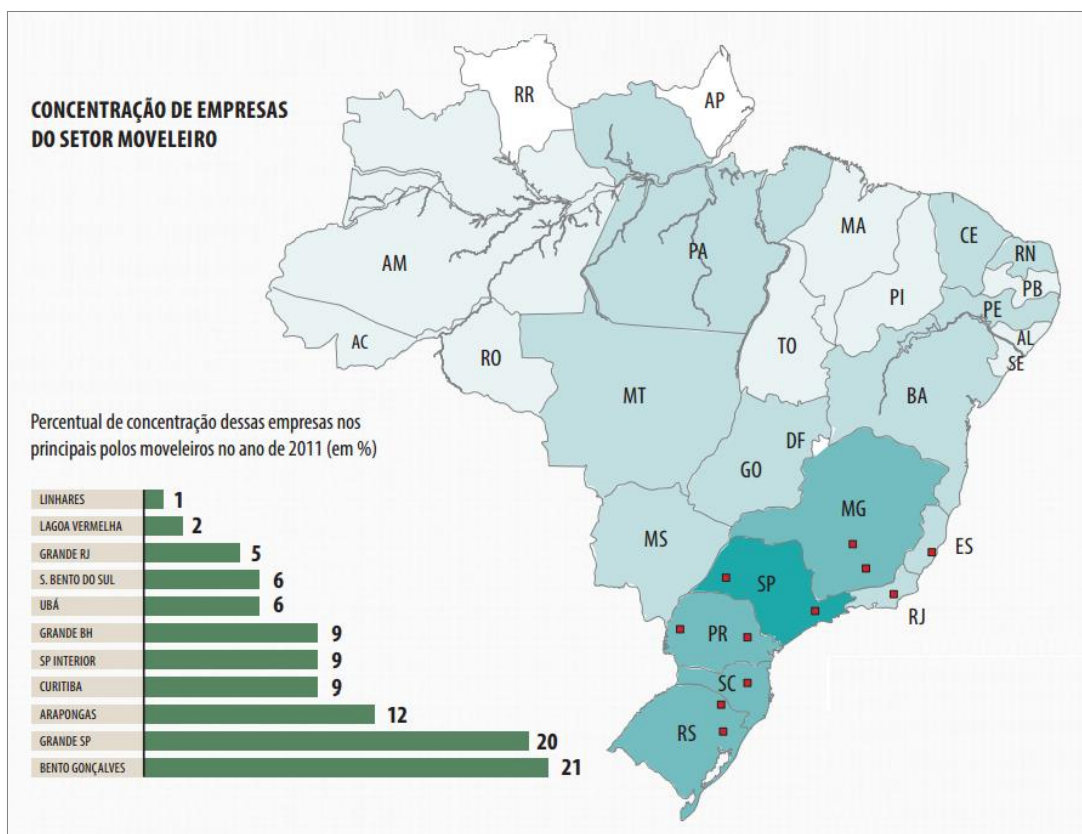 CONCENTRAÇÃO DE EMPRESAS
DO SETOR MOVELEIRO
Percentual de concentração dessas empresas nos
principais polos moveleiros no ano de 2011 (em %)
LINHARES 1
LAGOA VERMELHA 2
GRANDE RJ 5
S. BENTO DO SUL 6
UBÁ 6
GRANDE BH 9
SP INTERIOR 9
CURITIBA 9
ARAPONGAS 12
GRANDE SP 20
BENTO GONÇALVES 21
RR
AP
AM
PA
MA
CE
RN
PB
PI
PE
AL
SE
AC
RO
TO
MT
BA
DF
GO
MG
MS
ES
SP
RJ
PR
SC
RS